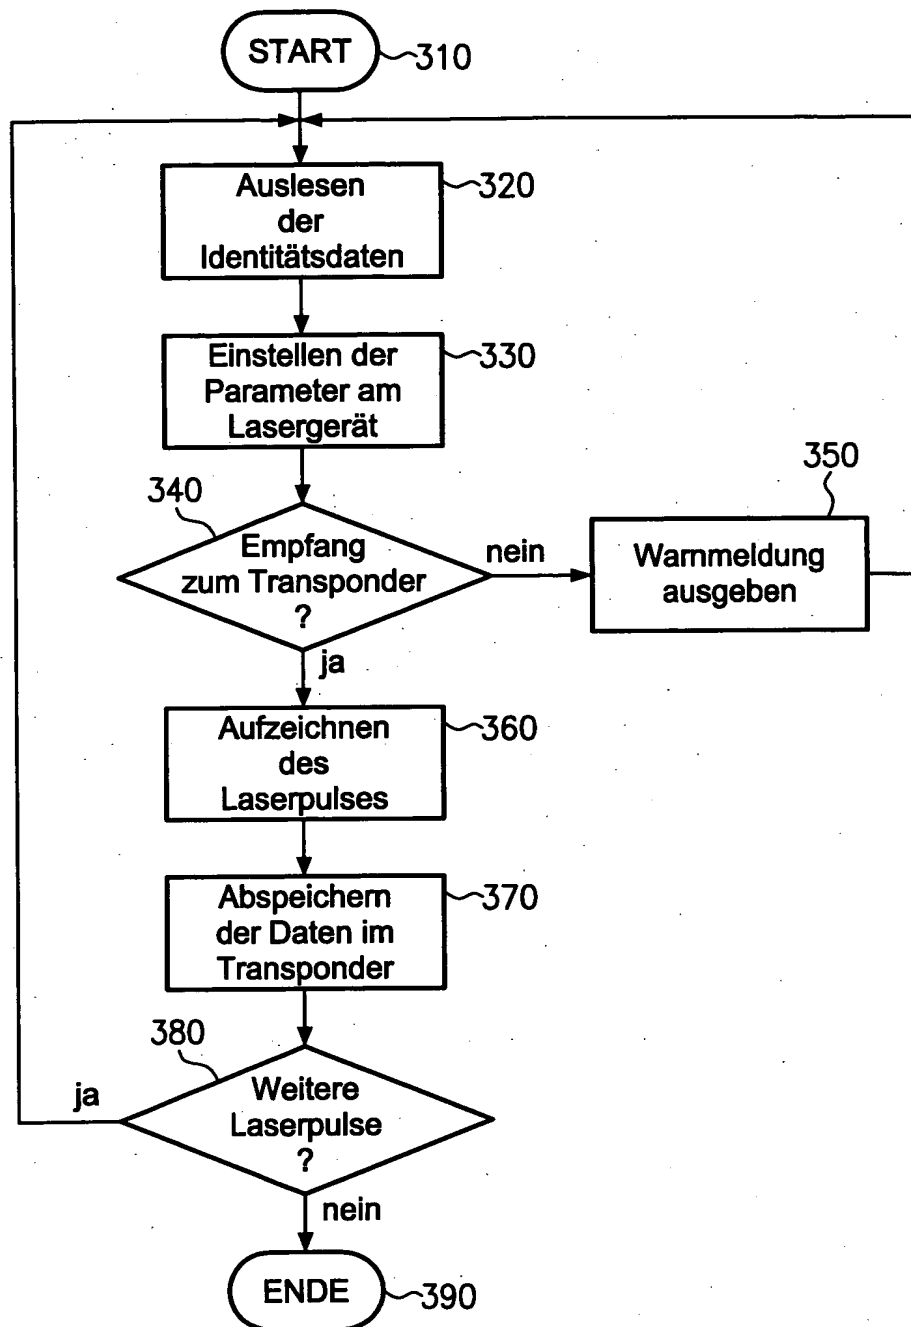 START
310
Auslesen
der
Identitätsdaten
320
Einstellen der
Parameter am
Lasergerät
330
340
Empfang
zum Transponder
?
nein
350
Warnmeldung
ausgeben
ja
Aufzeichnen
des
Laserpulses
360
Abspeichern
der Daten im
Transponder
370
380
ja
Weitere
Laserpulse
?
nein
ENDE
390